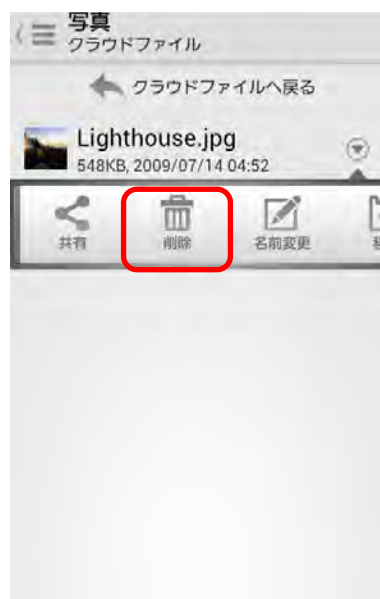 写真
クラウドファイル
クラウドファイルへ戻る
Lighthouse.jpg
548KB, 2009/07/14 04:52
共有
削除
名前変更